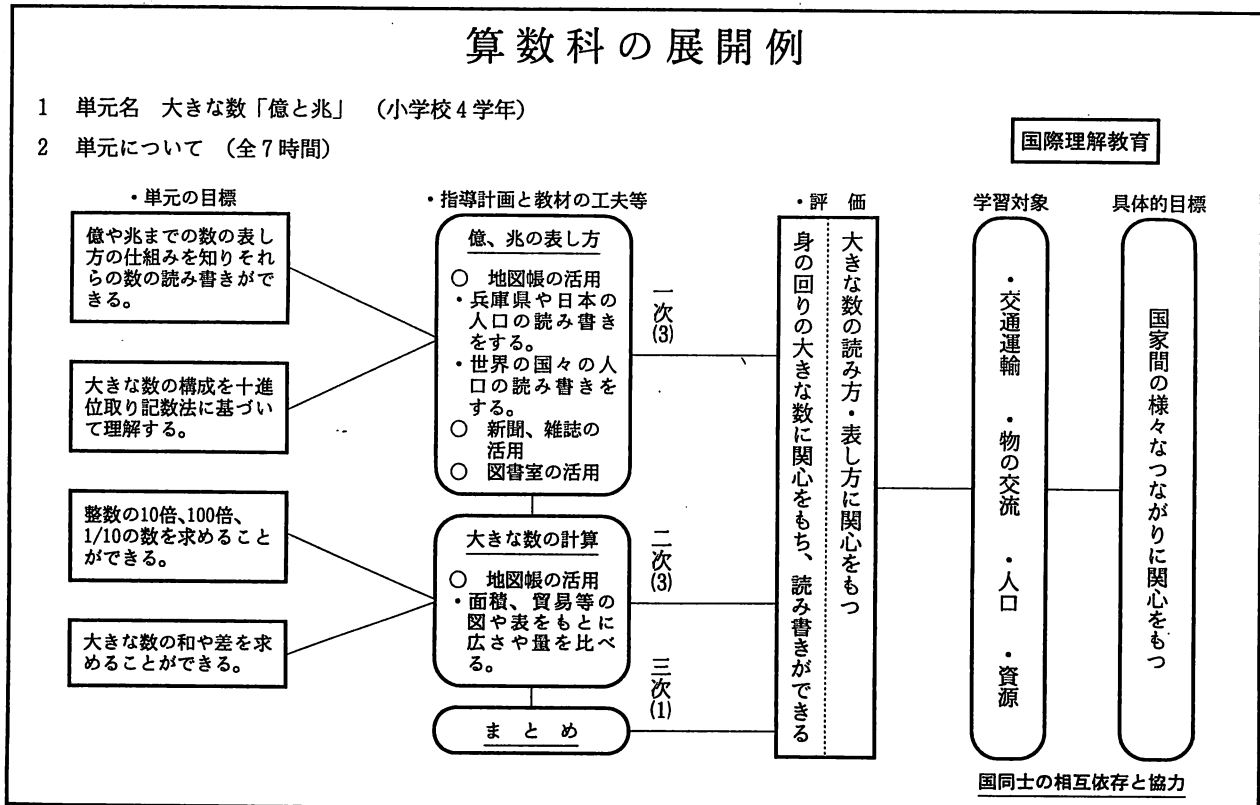 算数科の展開例
1 単元名 大きな数「億と兆」 (小学校4学年)
2 単元について (全7時間)
国際理解教育
・単元の目標
億や兆までの数の表し
方の仕組みを知りそれ
らの数の読み書きがで
きる。
大きな数の構成を十進
位取り記数法に基づい
て理解する。
整数の10倍、100倍、
1/10の数を求めること
ができる。
大きな数の和や差を求
めることができる。
・指導計画と教材の工夫等
億、兆の表し方
○ 地図帳の活用
・兵庫県や日本の
人口の読み書き
をする。
・世界の国々の人
口の読み書きを
する。
○ 新聞、雑誌の
活用
○ 図書室の活用
一次(3)
大きな数の計算
○ 地図帳の活用
・面積、貿易等の
図や表をもとに
広さや量を比べ
る。
二次(3)
まとめ
三次(1)
・評 価
大きな数の読み方・表し方に関心をもつ
身の回りの大きな数に関心をもち、読み書きができる
学習対象
・交通運輸 ・物の交流 ・人口 ・資源
具体的目標
国家間の様々なつながりに関心をもつ
国同士の相互依存と協力